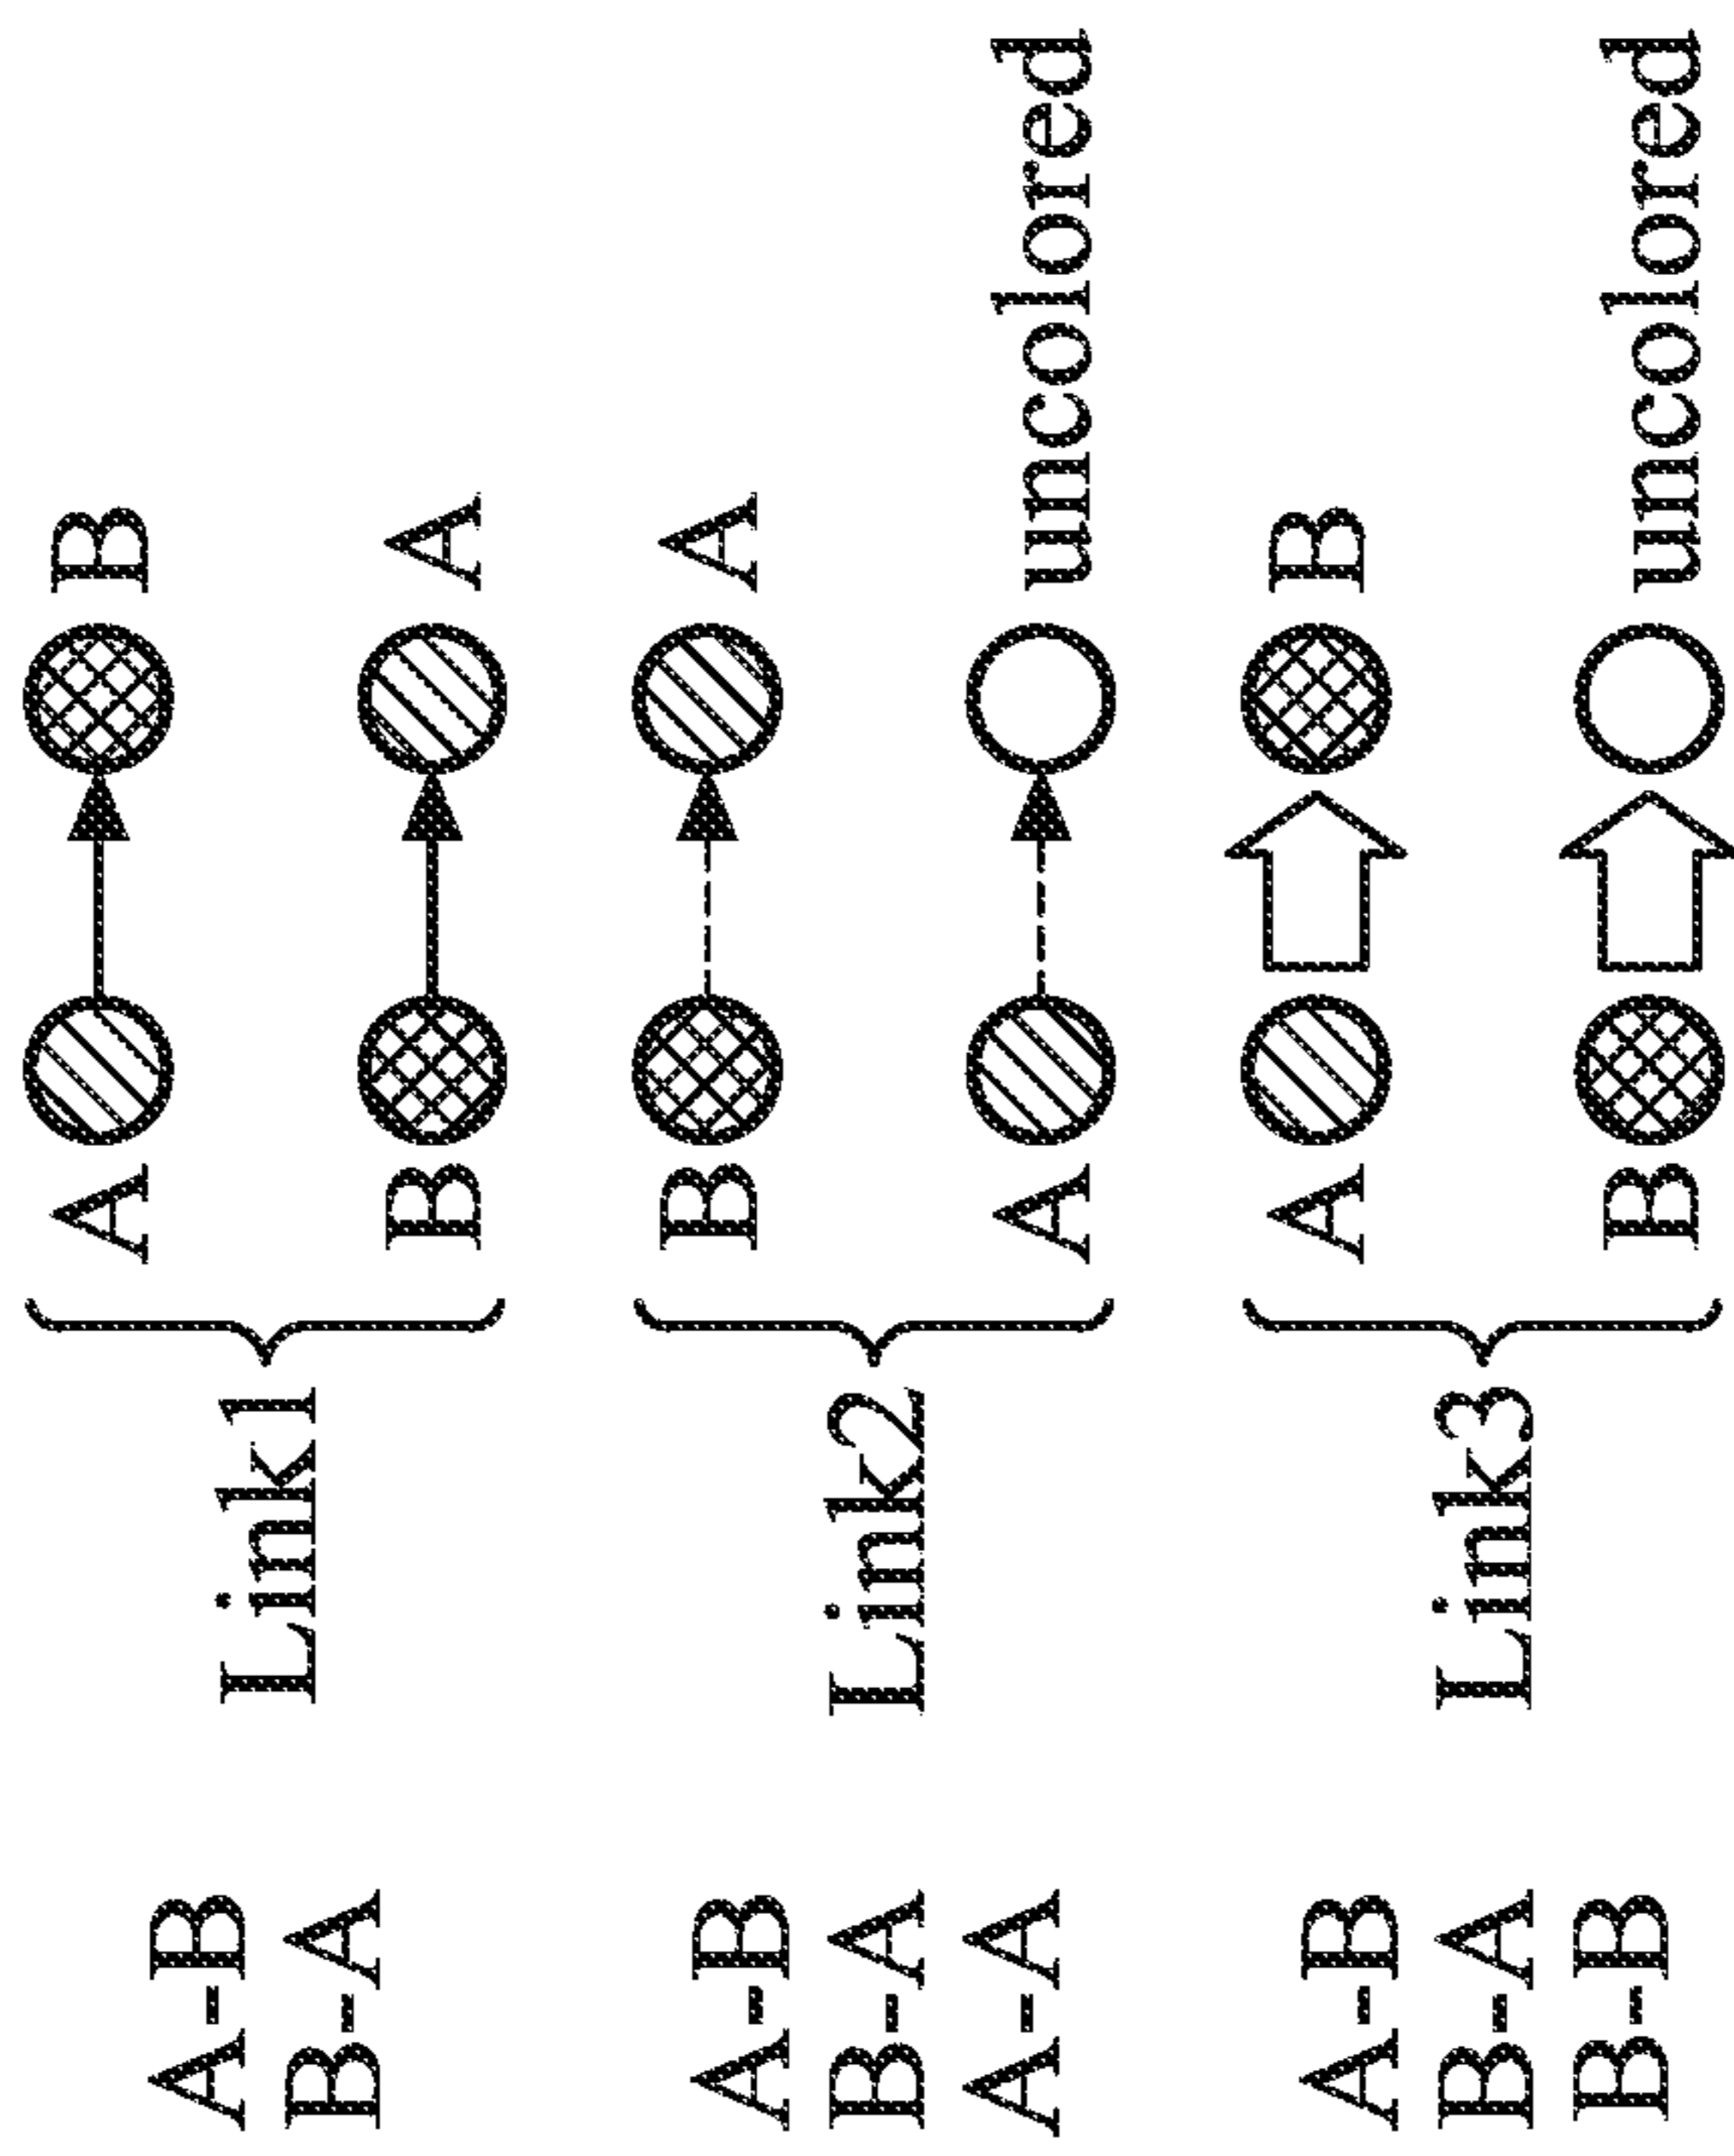 A-B
B-A
Link1
A B
B A
A-B
B-A
A-A
Link2
B A
A uncolored
A-B
B-A
B-B
Link3
A B
B uncolored